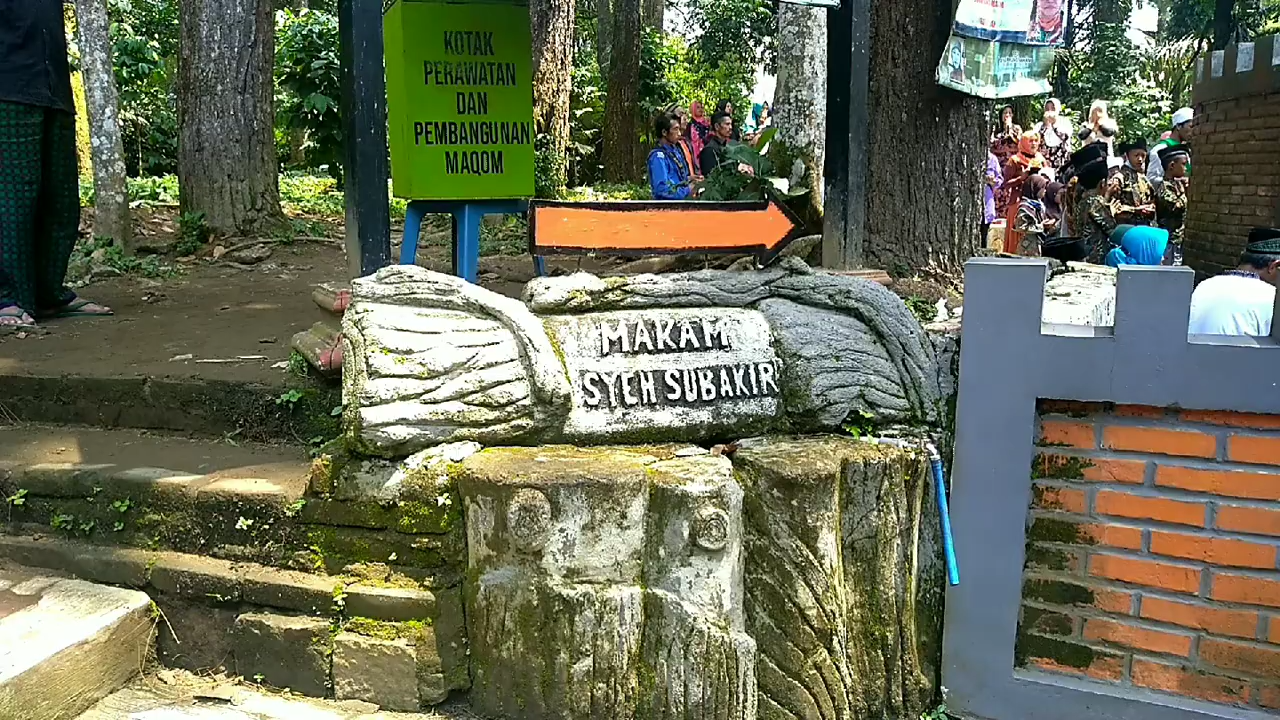 KOTAK
PERAWATAN
DAN
PEMBANGUNAN
MAQOM
MAKAM
SYEH SUBAKIR